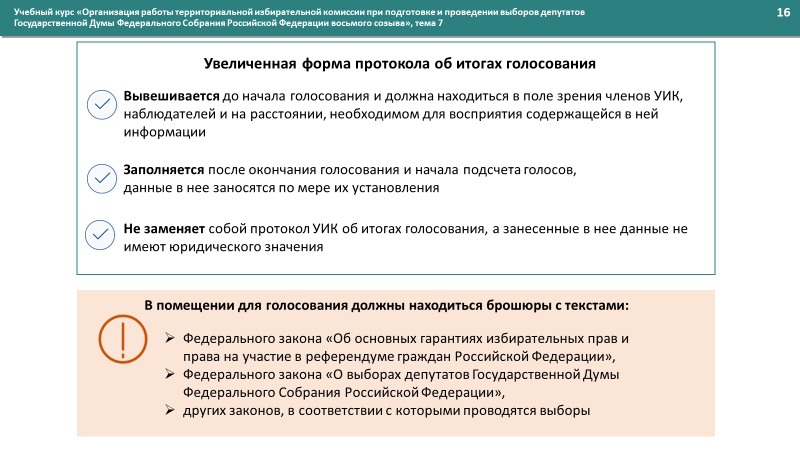 Учебный курс «Организация работы территориальной избирательной комиссии при подготовке и проведении выборов депутатов
Государственной Думы Федерального Собрания Российской Федерации восьмого созыва», тема 7
16
Увеличенная форма протокола об итогах голосования
Вывешивается до начала голосования и должна находиться в поле зрения членов УИК,
наблюдателей и на расстоянии, необходимом для восприятия содержащейся в ней
информации
Заполняется после окончания голосования и начала подсчета голосов,
данные в нее заносятся по мере их установления
Не заменяет собой протокол УИК об итогах голосования, а занесенные в нее данные не
имеют юридического значения
В помещении для голосования должны находиться брошюры с текстами:
Федерального закона «Об основных гарантиях избирательных прав и
права на участие в референдуме граждан Российской Федерации»,
Федерального закона «О выборах депутатов Государственной Думы
Федерального Собрания Российской Федерации»,
других законов, в соответствии с которыми проводятся выборы